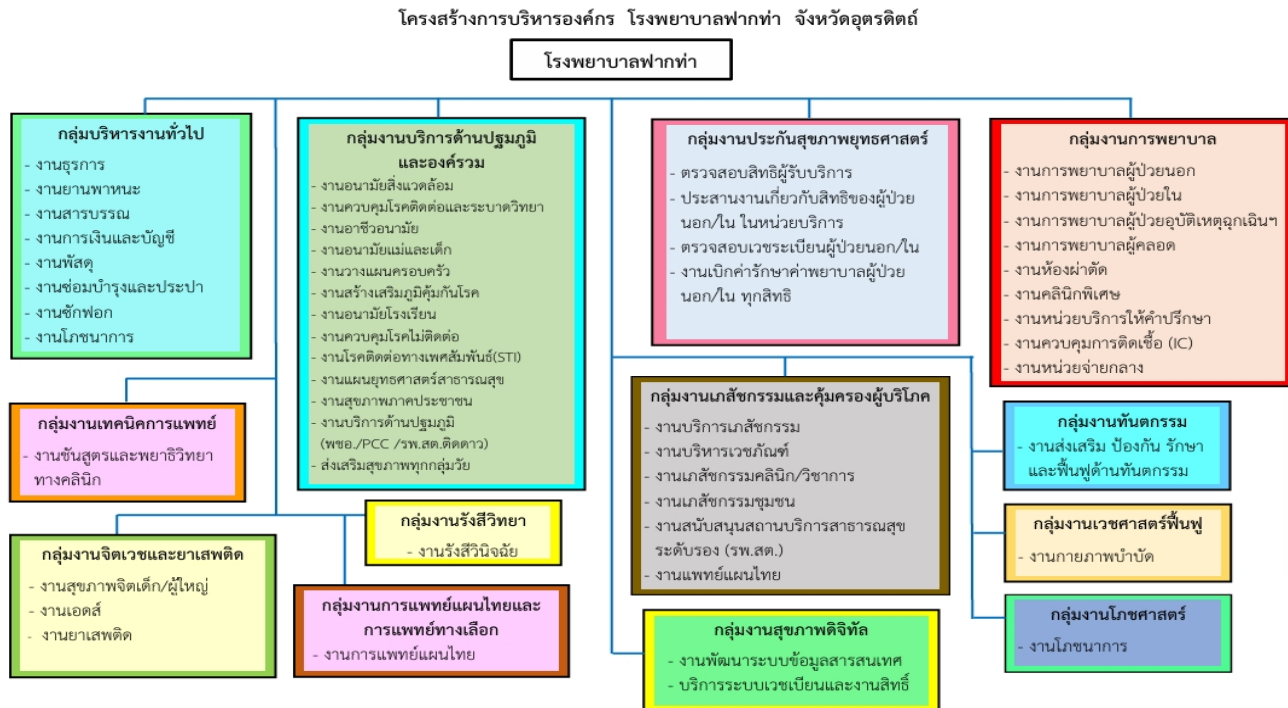 โครงสร้างการบริหารองค์กร โรงพยาบาลฟากท่า จังหวัดอุตรดิตถ์
โรงพยาบาลฟากท่า
กลุ่มบริหารงานทั่วไป
- งานธุรการ
- งานยานพาหนะ
- งานสารบรรณ
- งานการเงินและบัญชี
- งานพัสดุ
- งานซ่อมบำรุงและประปา
- งานซักฟอก
- งานโภชนาการ
กลุ่มงานบริการด้านปฐมภูมิ
และองค์รวม
- งานอนามัยสิ่งแวดล้อม
- งานควบคุมโรคติดต่อและระบาดวิทยา
- งานอาชีวอนามัย
- งานอนามัยแม่และเด็ก
- งานวางแผนครอบครัว
- งานสร้างเสริมภูมิคุ้มกันโรค
- งานอนามัยโรงเรียน
- งานควบคุมโรคไม่ติดต่อ
- งานโรคติดต่อทางเพศสัมพันธ์(STI)
- งานแผนยุทธศาสตร์สาธารณสุข
- งานสุขภาพภาคประชาชน
- งานบริการด้านปฐมภูมิ
(พชอ./PCC /รพ.สต.ติดดาว)
- ส่งเสริมสุขภาพทุกกลุ่มวัย
กลุ่มงานประกันสุขภาพยุทธศาสตร์
- ตรวจสอบสิทธิผู้รับบริการ
- ประสานงานเกี่ยวกับสิทธิของผู้ป่วย
นอก/ใน ในหน่วยบริการ
- ตรวจสอบเวชระเบียนผู้ป่วยนอก/ใน
- งานเบิกค่ารักษาค่าพยาบาลผู้ป่วย
นอก/ใน ทุกสิทธิ
กลุ่มงานการพยาบาล
- งานการพยาบาลผู้ป่วยนอก
- งานการพยาบาลผู้ป่วยใน
- งานการพยาบาลผู้ป่วยอุบัติเหตุฉุกเฉินฯ
- งานการพยาบาลผู้คลอด
- งานห้องผ่าตัด
- งานคลินิกพิเศษ
- งานหน่วยบริการให้คำปรึกษา
- งานควบคุมการติดเชื้อ (IC)
- งานหน่วยจ่ายกลาง
กลุ่มงานเทคนิคการแพทย์
- งานชันสูตรและพยาธิวิทยา
ทางคลินิก
กลุ่มงานเภสัชกรรมและคุ้มครองผู้บริโภค
- งานบริการเภสัชกรรม
- งานบริหารเวชภัณฑ์
- งานเภสัชกรรมคลินิก/วิชาการ
- งานเภสัชกรรมชุมชน
- งานสนับสนุนสถานบริการสาธารณสุข
ระดับรอง (รพ.สต.)
- งานแพทย์แผนไทย
กลุ่มงานทันตกรรม
- งานส่งเสริม ป้องกัน รักษา
และฟื้นฟูด้านทันตกรรม
กลุ่มงานรังสีวิทยา
- งานรังสีวินิจฉัย
กลุ่มงานเวชศาสตร์ฟื้นฟู
- งานกายภาพบำบัด
กลุ่มงานจิตเวชและยาเสพติด
- งานสุขภาพจิตเด็ก/ผู้ใหญ่
- งานเอดส์
- งานยาเสพติด
กลุ่มงานการแพทย์แผนไทยและ
การแพทย์ทางเลือก
- งานการแพทย์แผนไทย
กลุ่มงานสุขภาพดิจิทัล
- งานพัฒนาระบบข้อมูลสารสนเทศ
- บริการระบบเวชเบียนและงานสิทธิ์
กลุ่มงานโภชศาสตร์
- งานโภชนาการ